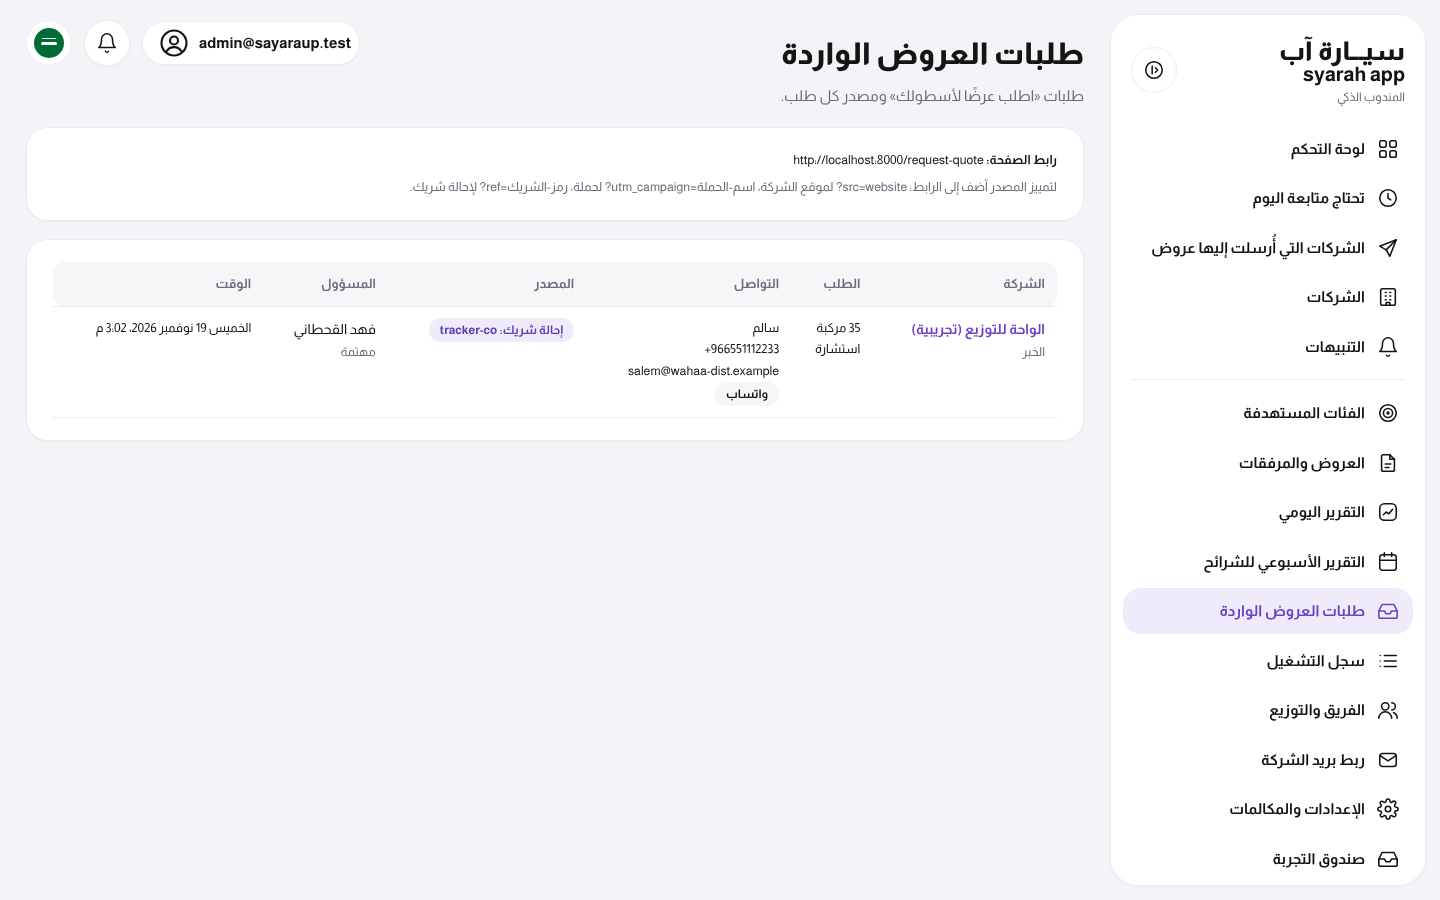 سيـارة آب
syarah app
المندوب الذكي
لوحة التحكم
تحتاج متابعة اليوم
الشركات التي أُرسلت إليها عروض
الشركات
التنبيهات
الفئات المستهدفة
العروض والمرفقات
التقرير اليومي
التقرير الأسبوعي للشرائح
طلبات العروض الواردة
سجل التشغيل
الفريق والتوزيع
ربط بريد الشركة
الإعدادات والمكالمات
صندوق التجربة
admin@sayaraup.test
طلبات العروض الواردة
طلبات «اطلب عرضًا لأسطولك» ومصدر كل طلب.
رابط الصفحة: http://localhost:8000/request-quote
لتمييز المصدر أضف إلى الرابط: ?src=website لموقع الشركة، ?utm_campaign=اسم-الحملة لحملة، ?ref=رمز-الشريك لإحالة شريك.
الشركة الطلب التواصل المصدر المسؤول الوقت
الواحة للتوزيع (تجريبية) 35 مركبة سالم إحالة شريك: tracker-co فهد القحطاني الخميس 19 نوفمبر 2026، 3:02 م
الخبر استشارة +966551112233 مهتمة
salem@wahaa-dist.example
واتساب